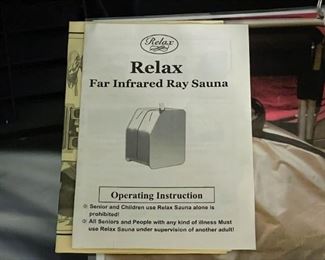 Relax
Relax
Far Infrared Ray Sauna
Operating Instruction
Senior and Children use Relax Sauna alone is
prohibited!
All Seniors and People with any kind of illness Must
use Relax Sauna under supervision of another adult!